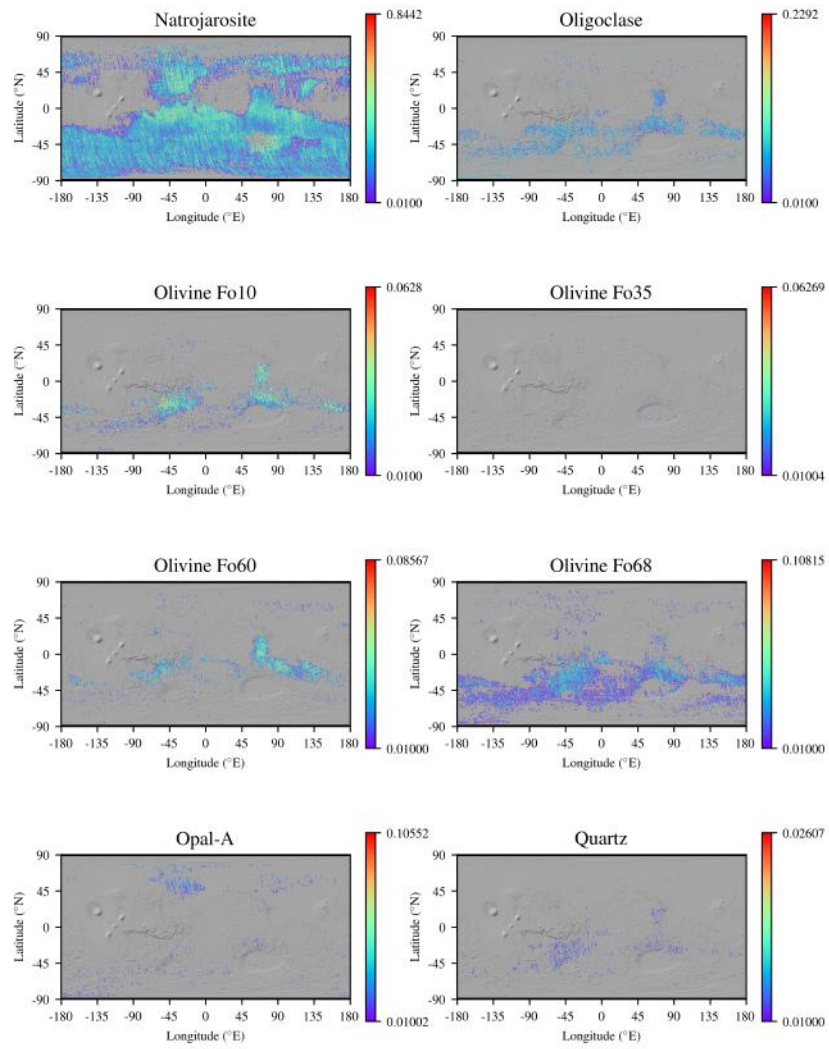 Natrojarosite
0.8442
90
45
0
-45
-90
Latitude (°N)
-180 -135 -90 -45 0 45 90 135 180
Longitude (°E)
0.0100
Oligoclase
0.2292
90
45
0
-45
-90
Latitude (°N)
-180 -135 -90 -45 0 45 90 135 180
Longitude (°E)
0.0100
Olivine Fo10
0.0628
90
45
0
-45
-90
Latitude (°N)
-180 -135 -90 -45 0 45 90 135 180
Longitude (°E)
0.0100
Olivine Fo35
0.06269
90
45
0
-45
-90
Latitude (°N)
-180 -135 -90 -45 0 45 90 135 180
Longitude (°E)
0.01004
Olivine Fo60
0.08567
90
45
0
-45
-90
Latitude (°N)
-180 -135 -90 -45 0 45 90 135 180
Longitude (°E)
0.01000
Olivine Fo68
0.10815
90
45
0
-45
-90
Latitude (°N)
-180 -135 -90 -45 0 45 90 135 180
Longitude (°E)
0.01000
Opal-A
0.10552
90
45
0
-45
-90
Latitude (°N)
-180 -135 -90 -45 0 45 90 135 180
Longitude (°E)
0.01002
Quartz
0.02607
90
45
0
-45
-90
Latitude (°N)
-180 -135 -90 -45 0 45 90 135 180
Longitude (°E)
0.01000